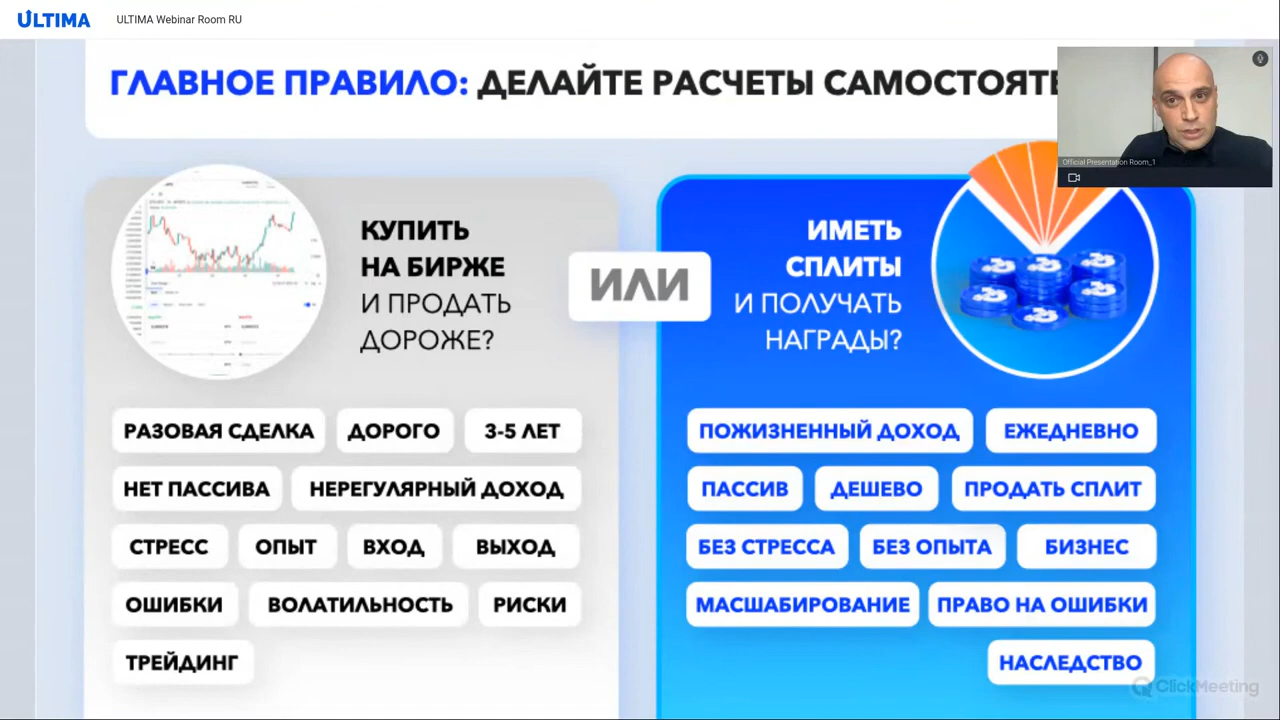 ULTIMA
ULTIMA Webinar Room RU
ГЛАВНОЕ ПРАВИЛО: ДЕЛАЙТЕ РАСЧЕТЫ САМОСТОЯТЕ
Official Presentation Room_1
КУПИТЬ
НА БИРЖЕ
И ПРОДАТЬ
ДОРОЖЕ?
ИЛИ
ИМЕТЬ
СПЛИТЫ
И ПОЛУЧАТЬ
НАГРАДЫ?
РАЗОВАЯ СДЕЛКА ДОРОГО 3-5 ЛЕТ
НЕТ ПАССИВА НЕРЕГУЛЯРНЫЙ ДОХОД
СТРЕСС ОПЫТ ВХОД ВЫХОД
ОШИБКИ ВОЛАТИЛЬНОСТЬ РИСКИ
ТРЕЙДИНГ
ПОЖИЗНЕННЫЙ ДОХОД ЕЖЕДНЕВНО
ПАССИВ ДЕШЕВО ПРОДАТЬ СПЛИТ
БЕЗ СТРЕССА БЕЗ ОПЫТА БИЗНЕС
МАСШАБИРОВАНИЕ ПРАВО НА ОШИБКИ
НАСЛЕДСТВО
ClickMeeting